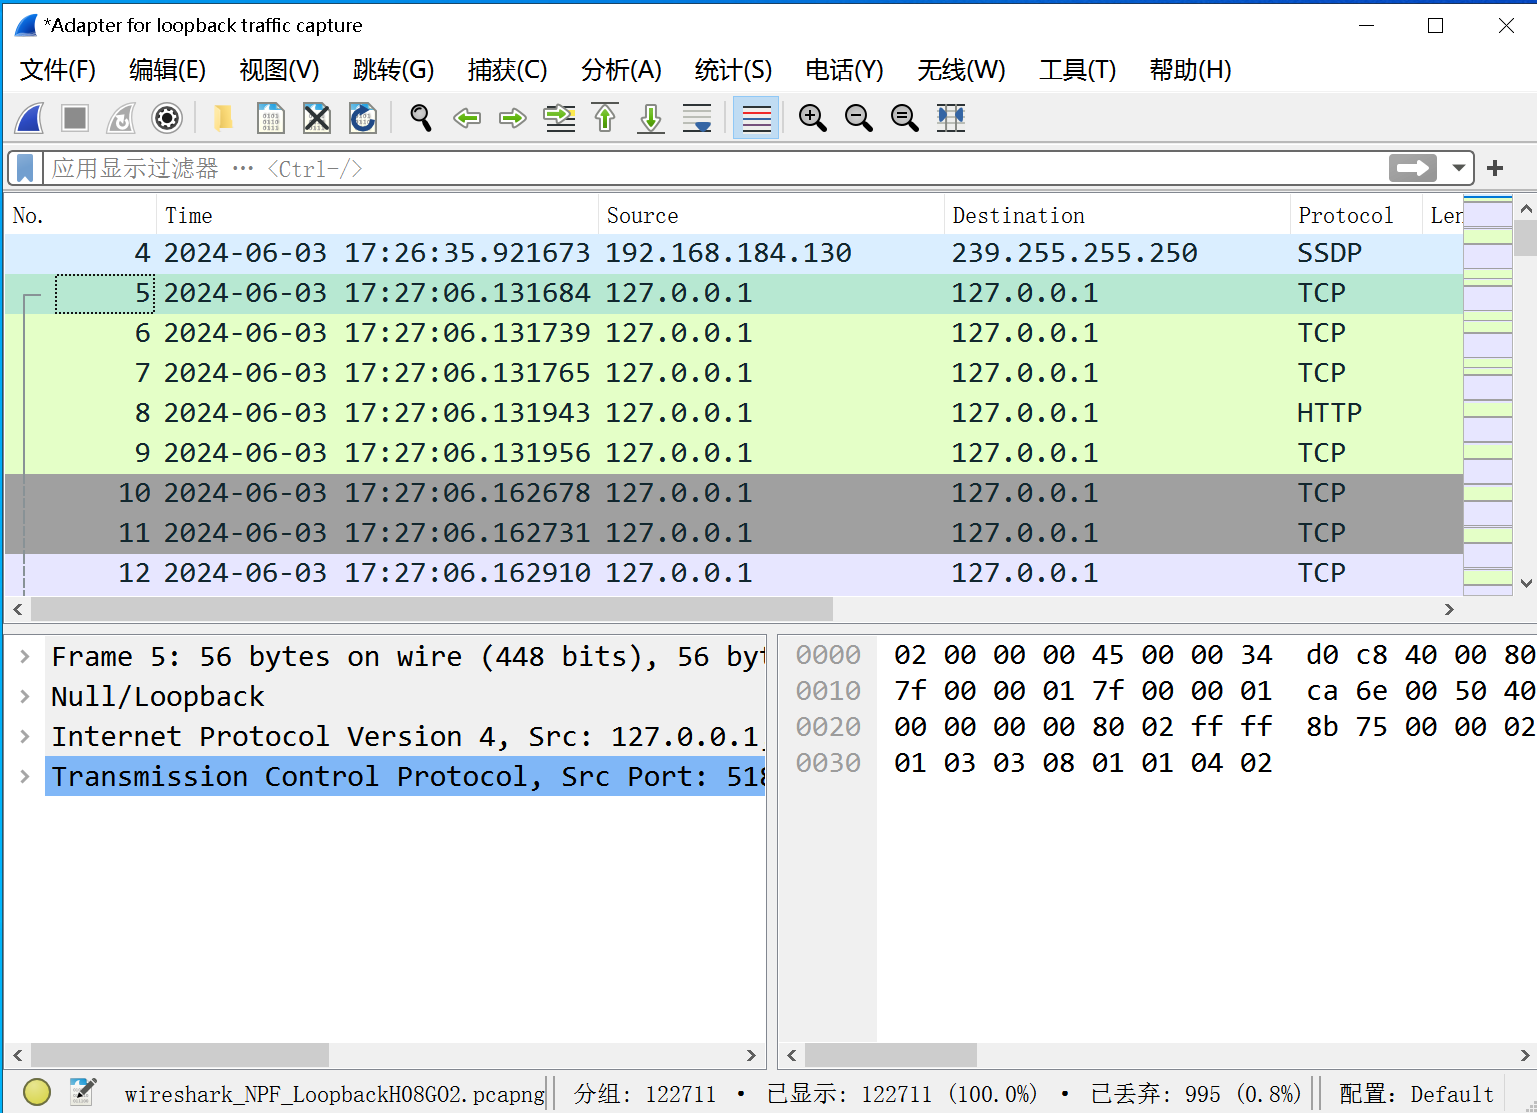 *Adapter for loopback traffic capture
文件(F) 编辑(E) 视图(V) 跳转(G) 捕获(C) 分析(A) 统计(S) 电话(Y) 无线(W) 工具(T) 帮助(H)
应用显示过滤器 … <Ctrl-/>
No. Time Source Destination Protocol Len
4 2024-06-03 17:26:35.921673 192.168.184.130 239.255.255.250 SSDP
5 2024-06-03 17:27:06.131684 127.0.0.1 127.0.0.1 TCP
6 2024-06-03 17:27:06.131739 127.0.0.1 127.0.0.1 TCP
7 2024-06-03 17:27:06.131765 127.0.0.1 127.0.0.1 TCP
8 2024-06-03 17:27:06.131943 127.0.0.1 127.0.0.1 HTTP
9 2024-06-03 17:27:06.131956 127.0.0.1 127.0.0.1 TCP
10 2024-06-03 17:27:06.162678 127.0.0.1 127.0.0.1 TCP
11 2024-06-03 17:27:06.162731 127.0.0.1 127.0.0.1 TCP
12 2024-06-03 17:27:06.162910 127.0.0.1 127.0.0.1 TCP
Frame 5: 56 bytes on wire (448 bits), 56 byt
Null/Loopback
Internet Protocol Version 4, Src: 127.0.0.1,
Transmission Control Protocol, Src Port: 518
0000 02 00 00 00 45 00 00 34 d0 c8 40 00 80
0010 7f 00 00 01 7f 00 00 01 ca 6e 00 50 40
0020 00 00 00 00 80 02 ff ff 8b 75 00 00 02
0030 01 03 03 08 01 01 04 02
wireshark_NPF_LoopbackH08GO2.pcapng 分组: 122711 · 已显示: 122711 (100.0%) · 已丢弃: 995 (0.8%) 配置: Default